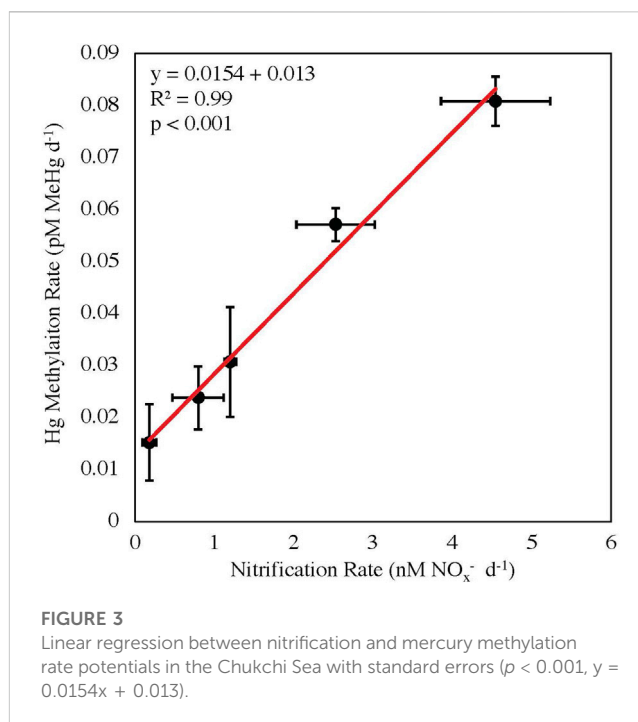 0.09
0.08
0.07
0.06
0.05
0.04
0.03
0.02
0.01
0
Hg Methylaiton Rate (pM MeHg d⁻¹)
y = 0.0154 + 0.013
R² = 0.99
p < 0.001
0 1 2 3 4 5 6
Nitrification Rate (nM NOₓ⁻ d⁻¹)
FIGURE 3
Linear regression between nitrification and mercury methylation
rate potentials in the Chukchi Sea with standard errors (p < 0.001, y =
0.0154x + 0.013).